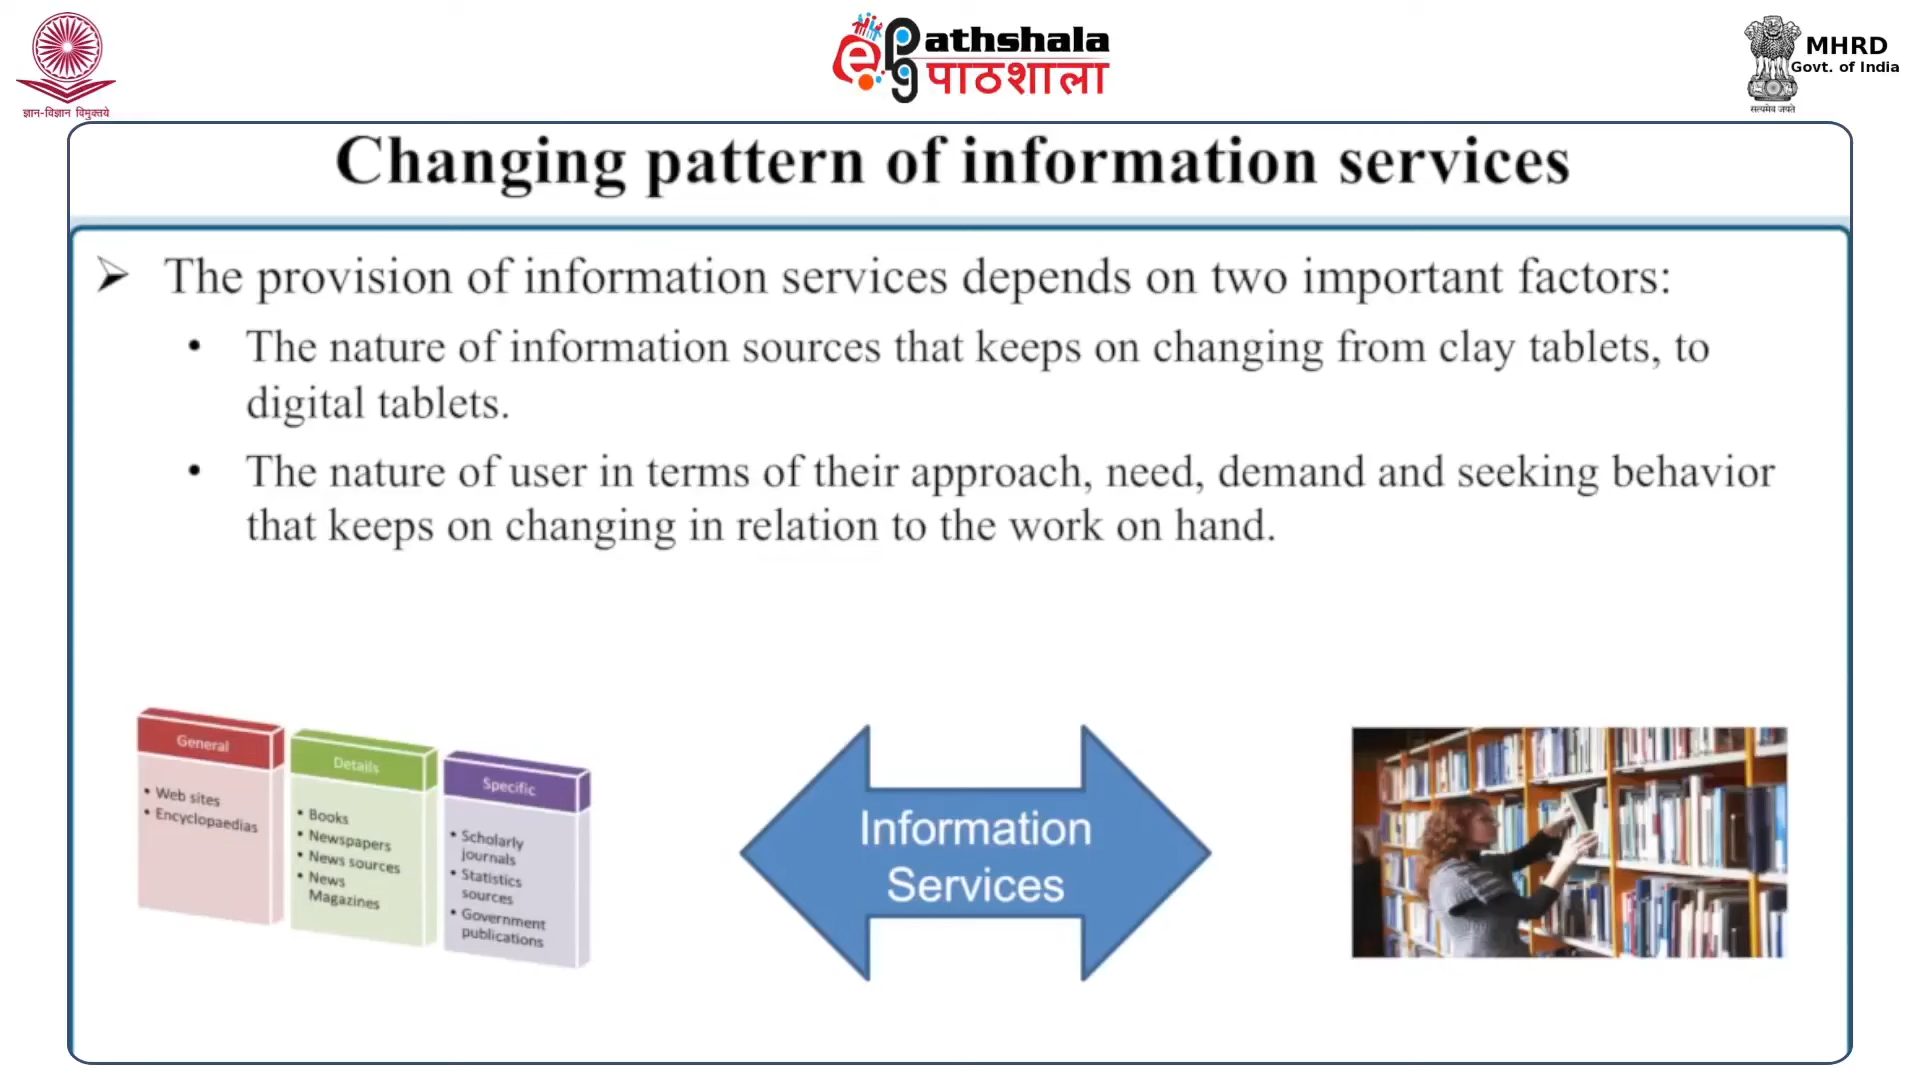 ज्ञान-विज्ञान विमुक्तये
ePG Pathshala
पाठशाला
MHRD
Govt. of India
सत्यमेव जयते
Changing pattern of information services
The provision of information services depends on two important factors:
• The nature of information sources that keeps on changing from clay tablets, to
digital tablets.
• The nature of user in terms of their approach, need, demand and seeking behavior
that keeps on changing in relation to the work on hand.
General
• Web sites
• Encyclopaedias
Details
• Books
• Newspapers
• News sources
• News
Magazines
Specific
• Scholarly
journals
• Statistics
sources
• Government
publications
Information
Services